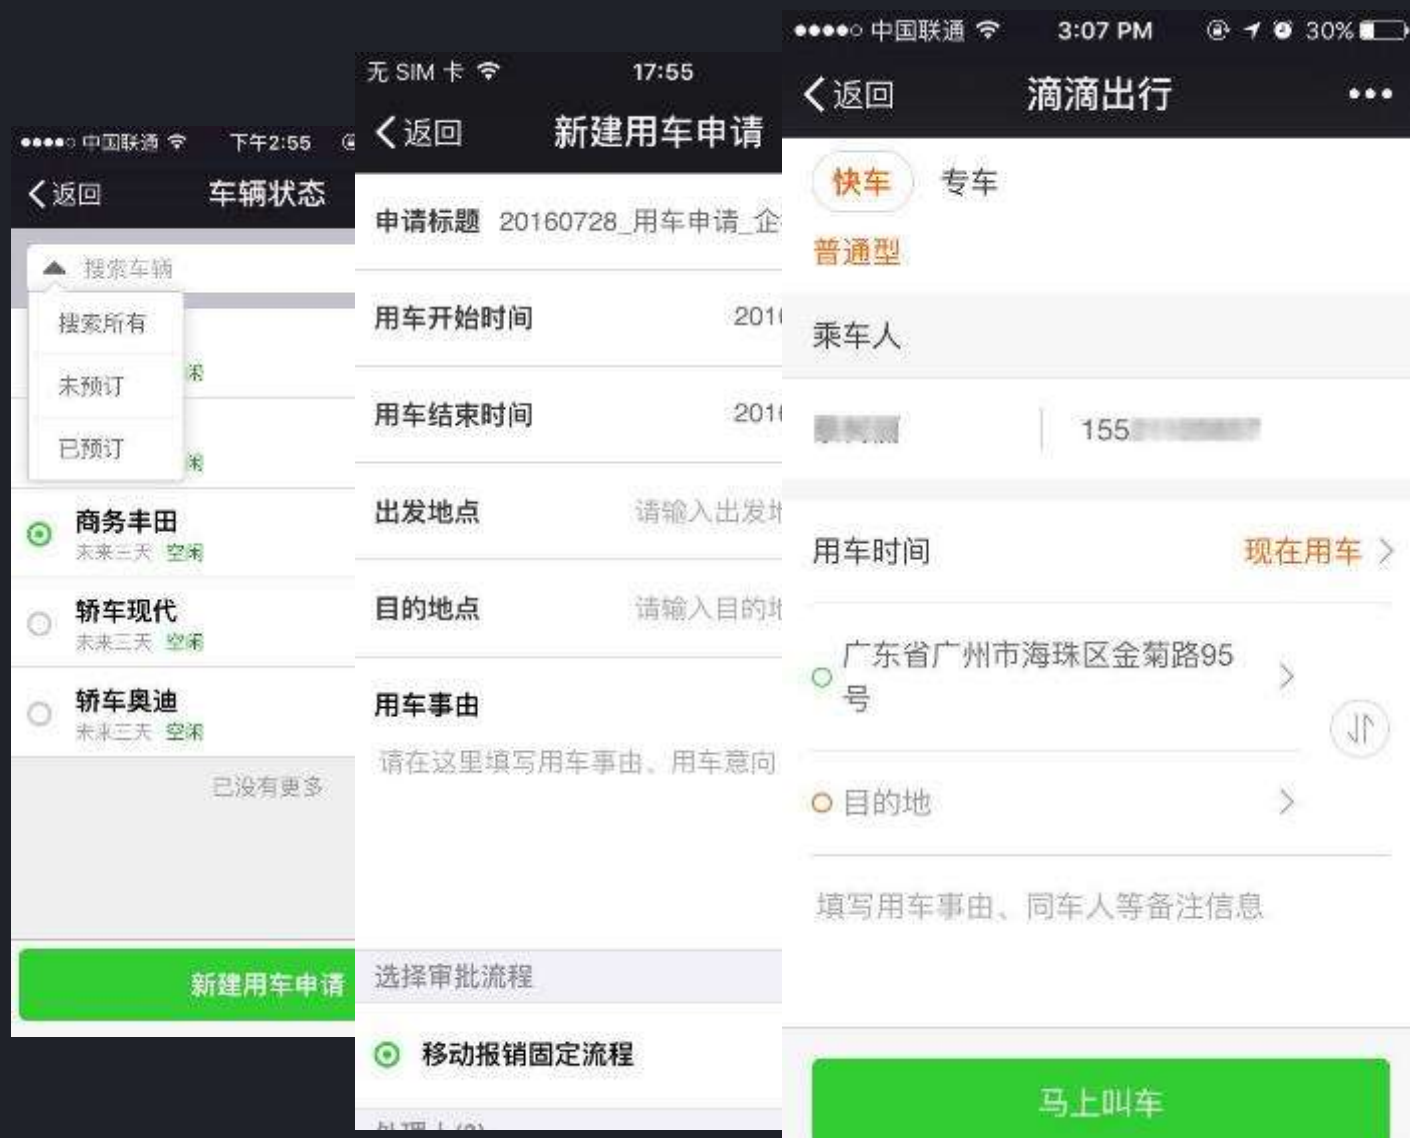 中国联通
下午2:55
返回
车辆状态
搜索车辆
搜索所有
未预订
闲
已预订
闲
商务丰田
未来三天 空闲
轿车现代
未来三天 空闲
轿车奥迪
未来三天 空闲
已没有更多
新建用车申请
无 SIM 卡
17:55
返回
新建用车申请
申请标题 20160728_用车申请_企
用车开始时间 201
用车结束时间 201
出发地点 请输入出发地
目的地点 请输入目的地
用车事由
请在这里填写用车事由、用车意向
选择审批流程
移动报销固定流程
中国联通
3:07 PM
30%
返回
滴滴出行
快车 专车
普通型
乘车人
155
用车时间 现在用车
广东省广州市海珠区金菊路95
号
目的地
填写用车事由、同车人等备注信息
马上叫车